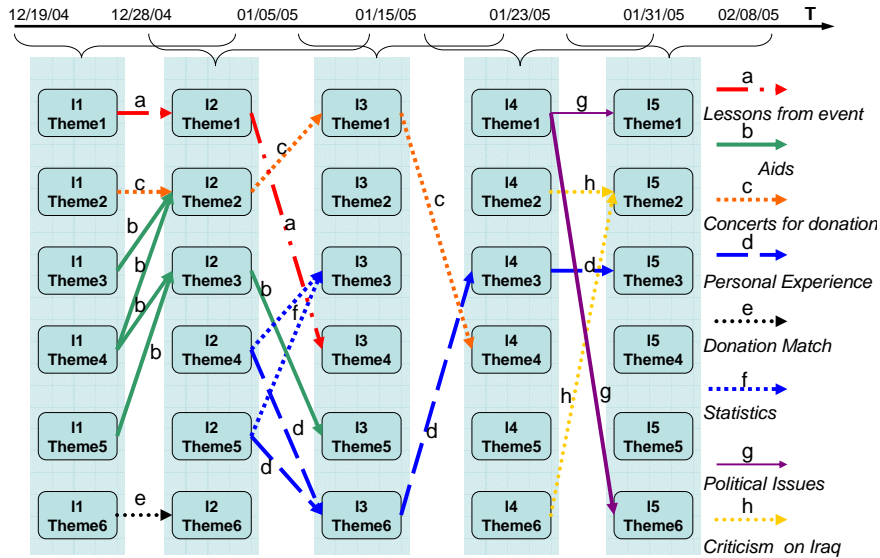 12/19/04 12/28/04 01/05/05 01/15/05 01/23/05 01/31/05 02/08/05 T
I1 Theme1
I1 Theme2
I1 Theme3
I1 Theme4
I1 Theme5
I1 Theme6
I2 Theme1
I2 Theme2
I2 Theme3
I2 Theme4
I2 Theme5
I2 Theme6
I3 Theme1
I3 Theme2
I3 Theme3
I3 Theme4
I3 Theme5
I3 Theme6
I4 Theme1
I4 Theme2
I4 Theme3
I4 Theme4
I4 Theme5
I4 Theme6
I5 Theme1
I5 Theme2
I5 Theme3
I5 Theme4
I5 Theme5
I5 Theme6
a
c
b
b
b
b
e
c
a
b
f
d
d
c
d
g
h
d
h
g
a
Lessons from event
b
Aids
c
Concerts for donation
d
Personal Experience
e
Donation Match
f
Statistics
g
Political Issues
h
Criticism on Iraq